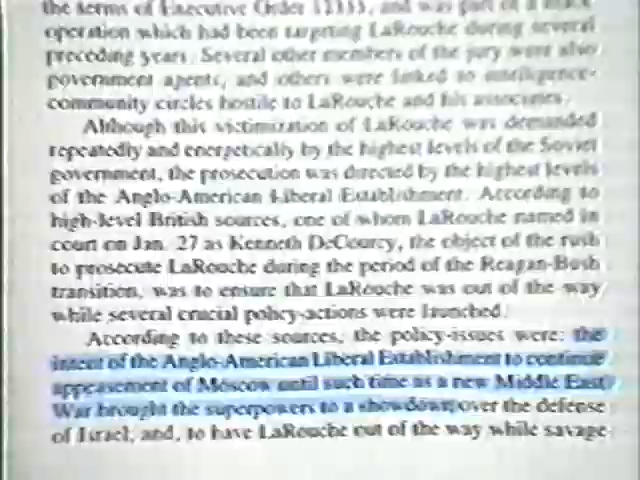 the terms of Executive Order 12333, and was part of a
operation which had been targeting LaRouche during several
preceding years. Several other members of the jury were also
government agents, and others were linked to intelligence-
community circles hostile to LaRouche and his associates.
Although this victimization of LaRouche was demanded
repeatedly and energetically by the highest levels of the Soviet
government, the prosecution was directed by the highest levels
of the Anglo-American Liberal Establishment. According to
high-level British sources, one of whom LaRouche named in
court on Jan. 27 as Kenneth DeCourcy, the object of the rush
to prosecute LaRouche during the period of the Reagan-Bush
transition, was to ensure that LaRouche was out of the way
while several crucial policy-actions were launched.
According to these sources, the policy-issues were: the
intent of the Anglo-American Liberal Establishment to continue
appeasement of Moscow until such time as a new Middle East
War brought the superpowers to a showdown over the defense
of Israel; and, to have LaRouche out of the way while savage